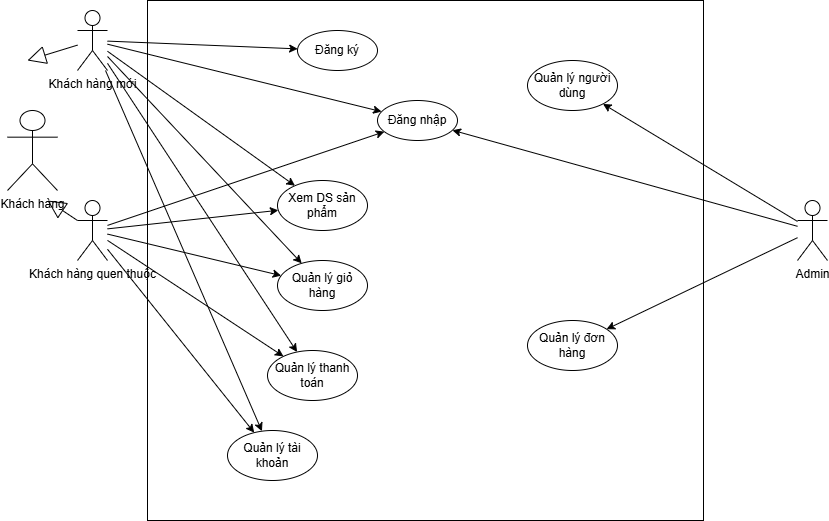 Khách hàng mới
Đăng ký
Quản lý người
dùng
Đăng nhập
Khách hàng
Xem DS sản
phẩm
Khách hàng quen thuộc
Admin
Quản lý giỏ
hàng
Quản lý đơn
hàng
Quản lý thanh
toán
Quản lý tài
khoản